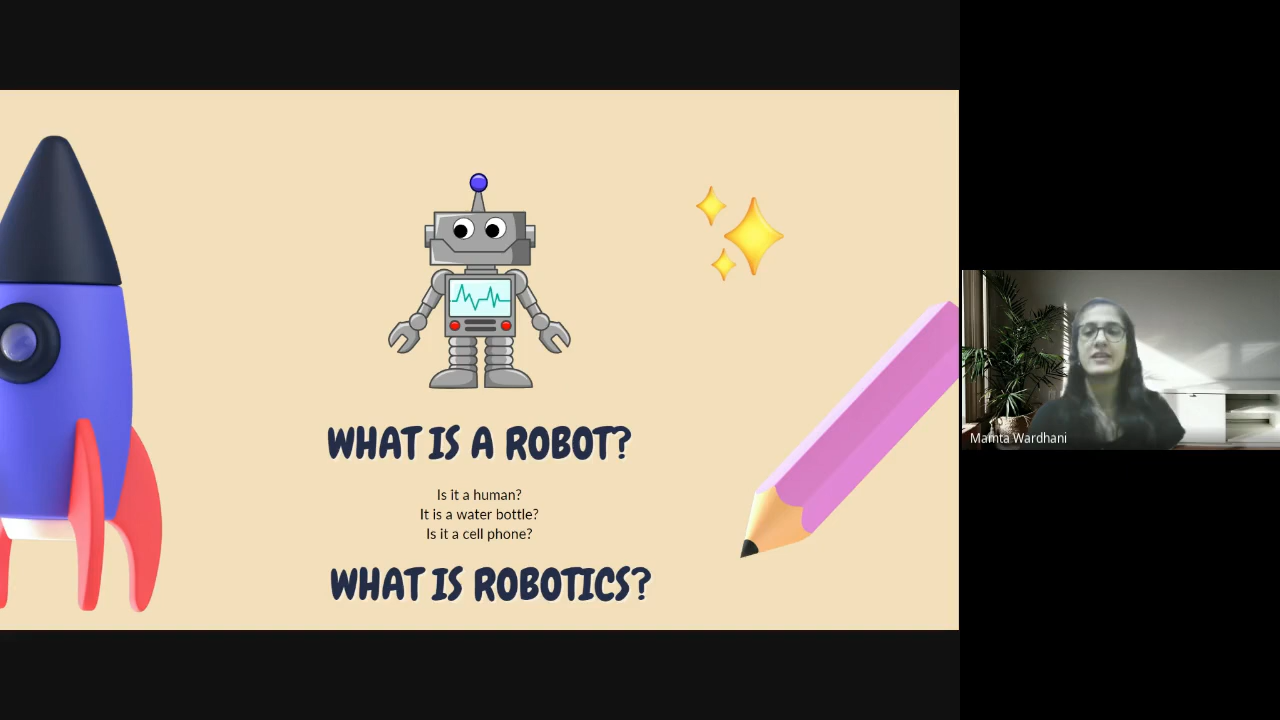 WHAT IS A ROBOT?
Is it a human?
It is a water bottle?
Is it a cell phone?
WHAT IS ROBOTICS?
Mamta Wardhani